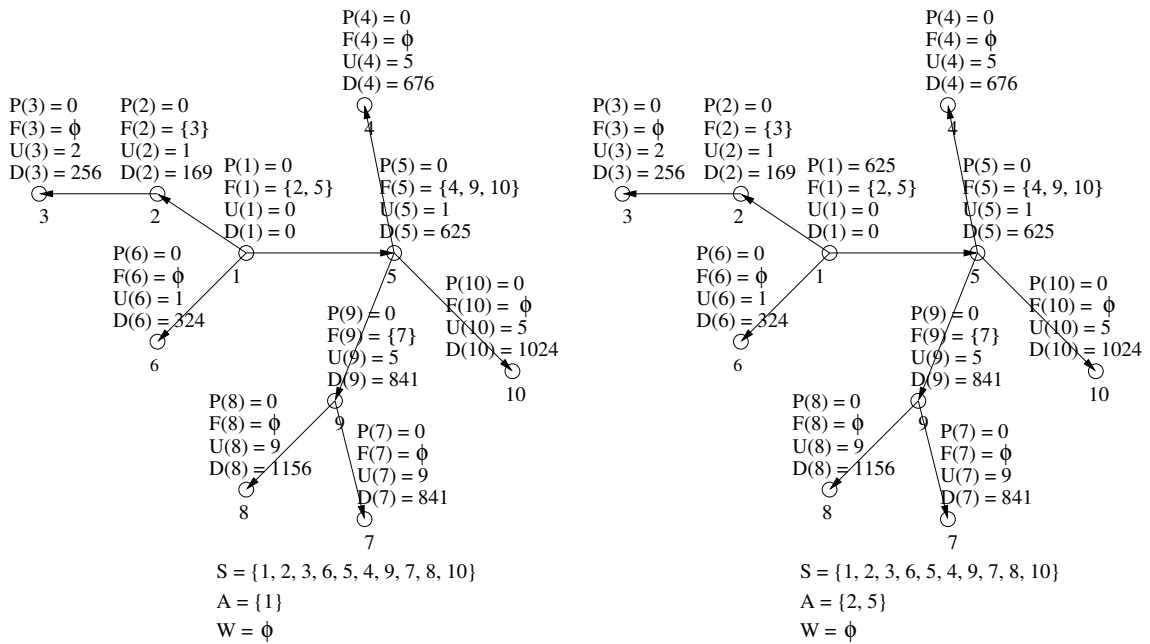 P(4) = 0
F(4) = ϕ
U(4) = 5
D(4) = 676
4
P(3) = 0
F(3) = ϕ
U(3) = 2
D(3) = 256
3
P(2) = 0
F(2) = {3}
U(2) = 1
D(2) = 169
2
P(1) = 0
F(1) = {2, 5}
U(1) = 0
D(1) = 0
1
P(5) = 0
F(5) = {4, 9, 10}
U(5) = 1
D(5) = 625
5
P(6) = 0
F(6) = ϕ
U(6) = 1
D(6) = 324
6
P(10) = 0
F(10) = ϕ
U(10) = 5
D(10) = 1024
10
P(9) = 0
F(9) = {7}
U(9) = 5
D(9) = 841
9
P(8) = 0
F(8) = ϕ
U(8) = 9
D(8) = 1156
8
P(7) = 0
F(7) = ϕ
U(7) = 9
D(7) = 841
7
S = {1, 2, 3, 6, 5, 4, 9, 7, 8, 10}
A = {1}
W = ϕ
P(4) = 0
F(4) = ϕ
U(4) = 5
D(4) = 676
4
P(3) = 0
F(3) = ϕ
U(3) = 2
D(3) = 256
3
P(2) = 0
F(2) = {3}
U(2) = 1
D(2) = 169
2
P(1) = 625
F(1) = {2, 5}
U(1) = 0
D(1) = 0
1
P(5) = 0
F(5) = {4, 9, 10}
U(5) = 1
D(5) = 625
5
P(6) = 0
F(6) = ϕ
U(6) = 1
D(6) = 324
6
P(10) = 0
F(10) = ϕ
U(10) = 5
D(10) = 1024
10
P(9) = 0
F(9) = {7}
U(9) = 5
D(9) = 841
9
P(8) = 0
F(8) = ϕ
U(8) = 9
D(8) = 1156
8
P(7) = 0
F(7) = ϕ
U(7) = 9
D(7) = 841
7
S = {1, 2, 3, 6, 5, 4, 9, 7, 8, 10}
A = {2, 5}
W = ϕ